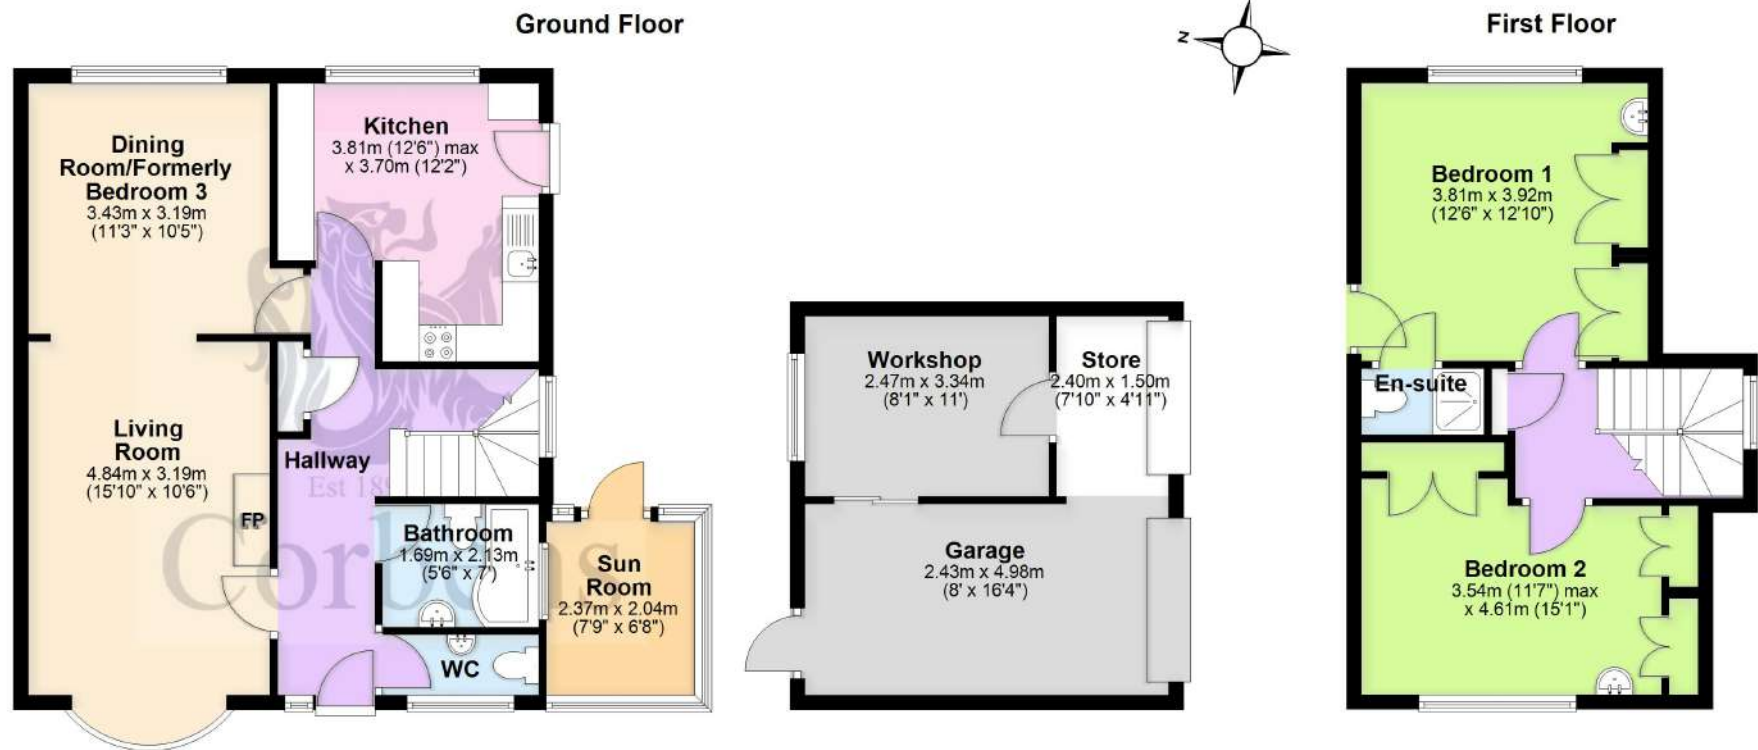 Ground Floor
N
First Floor
Dining
Room/Formerly
Bedroom 3
3.43m x 3.19m
(11'3" x 10'5")
Kitchen
3.81m (12'6") max
x 3.70m (12'2")
Living
Room
4.84m x 3.19m
(15'10" x 10'6")
FP
Hallway
Bathroom
1.69m x 2.13m
(5'6" x 7')
WC
Sun
Room
2.37m x 2.04m
(7'9" x 6'8")
Workshop
2.47m x 3.34m
(8'1" x 11')
Store
2.40m x 1.50m
(7'10" x 4'11")
Garage
2.43m x 4.98m
(8' x 16'4")
Bedroom 1
3.81m x 3.92m
(12'6" x 12'10")
En-suite
Bedroom 2
3.54m (11'7") max
x 4.61m (15'1")
Est